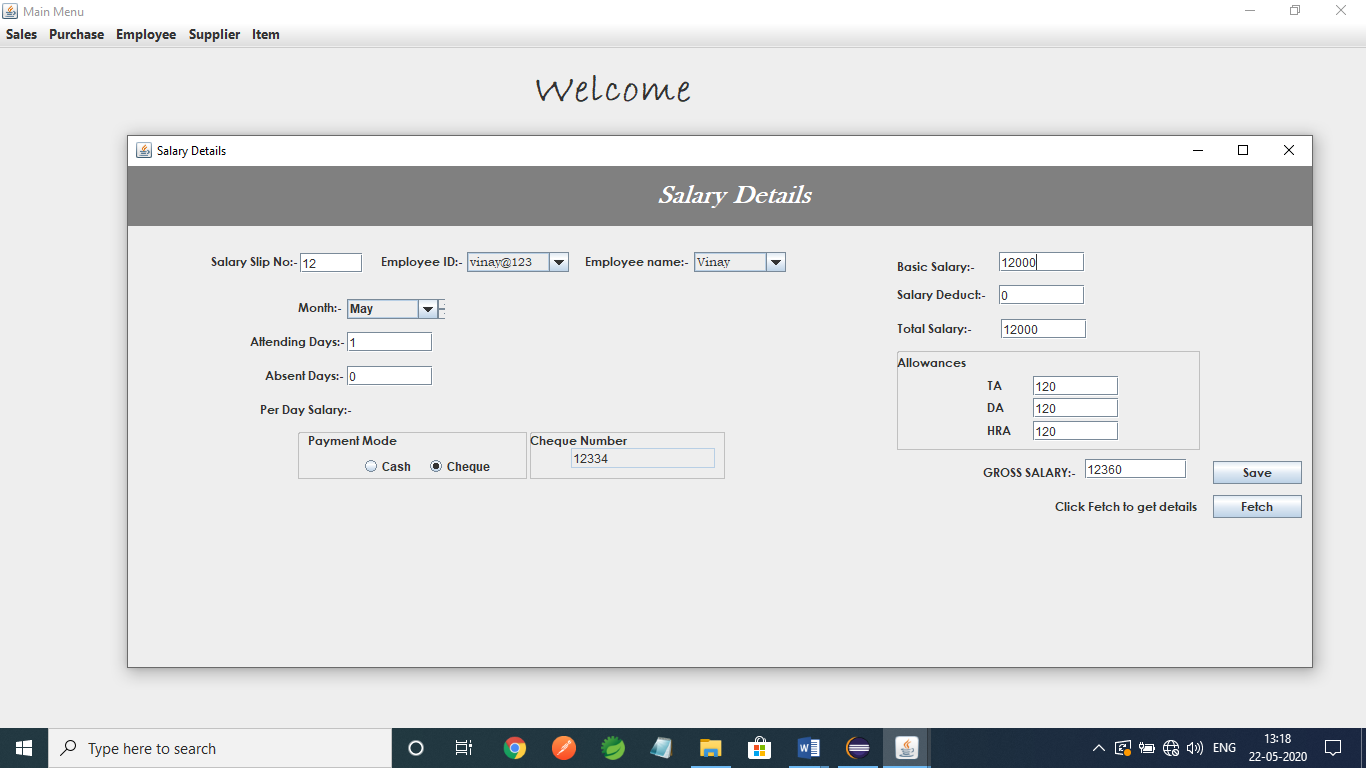 Main Menu
Sales Purchase Employee Supplier Item
Welcome
Salary Details
Salary Details
Salary Slip No:- 12 Employee ID:- vinay@123 Employee name:- Vinay
Basic Salary:- 12000
Salary Deduct:- 0
Total Salary:- 12000
Month:- May
Attending Days:- 1
Absent Days:- 0
Per Day Salary:-
Payment Mode
Cash Cheque
Cheque Number
12334
Allowances
TA 120
DA 120
HRA 120
GROSS SALARY:- 12360 Save
Click Fetch to get details Fetch
Type here to search
ENG
13:18
22-05-2020